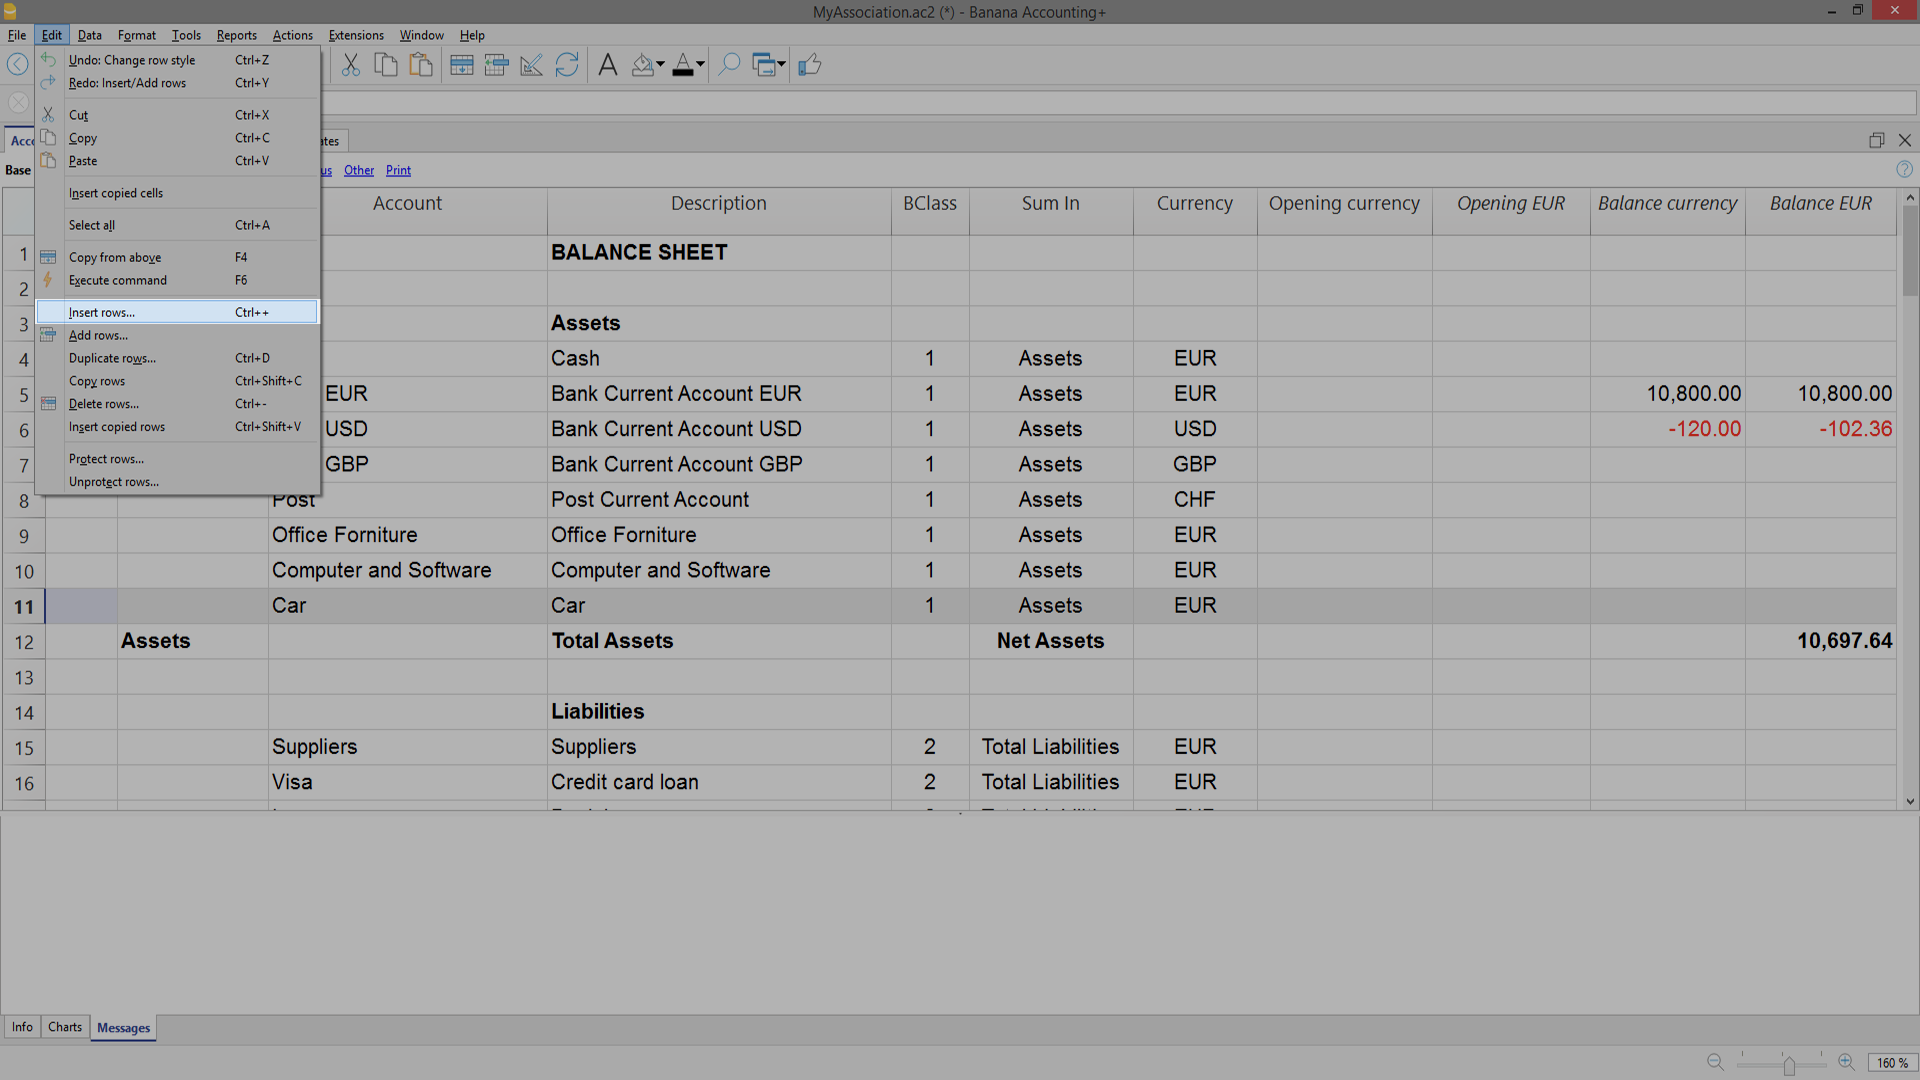 MyAssociation.ac2 (*) - Banana Accounting+
File Edit Data Format Tools Reports Actions Extensions Window Help
Undo: Change row style Ctrl+Z
Redo: Insert/Add rows Ctrl+Y
Cut Ctrl+X
Copy Ctrl+C
Paste Ctrl+V
Insert copied cells
Select all Ctrl+A
Copy from above F4
Execute command F6
Insert rows... Ctrl++
Add rows...
Duplicate rows... Ctrl+D
Copy rows Ctrl+Shift+C
Delete rows... Ctrl+-
Insert copied rows Ctrl+Shift+V
Protect rows...
Unprotect rows...
Base Other Print
Account Description BClass Sum In Currency Opening currency Opening EUR Balance currency Balance EUR
1 BALANCE SHEET
2
3 Assets
4 Cash 1 Assets EUR
5 EUR Bank Current Account EUR 1 Assets EUR 10,800.00 10,800.00
6 USD Bank Current Account USD 1 Assets USD -120.00 -102.36
7 GBP Bank Current Account GBP 1 Assets GBP
8 Post Post Current Account 1 Assets CHF
9 Office Forniture Office Forniture 1 Assets EUR
10 Computer and Software Computer and Software 1 Assets EUR
11 Car Car 1 Assets EUR
12 Assets Total Assets Net Assets 10,697.64
13
14 Liabilities
15 Suppliers Suppliers 2 Total Liabilities EUR
16 Visa Credit card loan 2 Total Liabilities EUR
Info Charts Messages
160 %